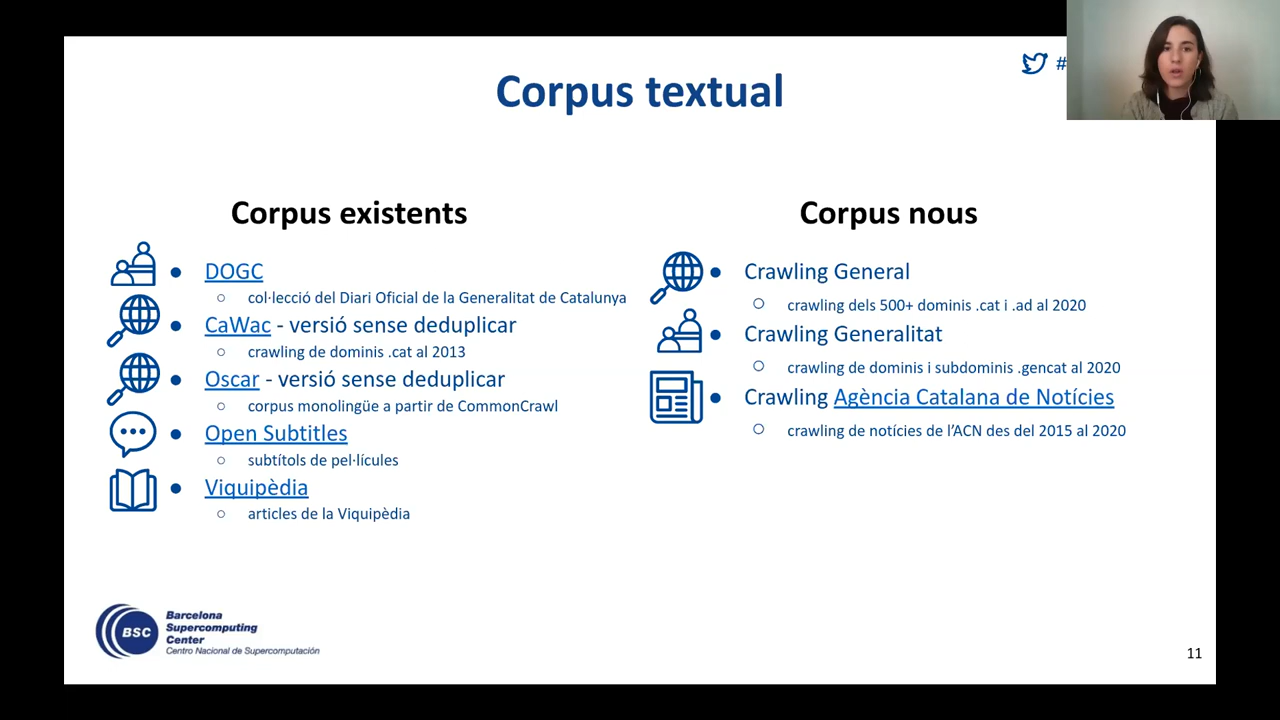 Corpus textual
#
Corpus existents
DOGC
col·lecció del Diari Oficial de la Generalitat de Catalunya
CaWac - versió sense deduplicar
crawling de dominis .cat al 2013
Oscar - versió sense deduplicar
corpus monolingüe a partir de CommonCrawl
Open Subtitles
subtítols de pel·lícules
Viquipèdia
articles de la Viquipèdia
Corpus nous
Crawling General
crawling dels 500+ dominis .cat i .ad al 2020
Crawling Generalitat
crawling de dominis i subdominis .gencat al 2020
Crawling Agència Catalana de Notícies
crawling de notícies de l’ACN des del 2015 al 2020
BSC
Barcelona
Supercomputing
Center
Centro Nacional de Supercomputación
11